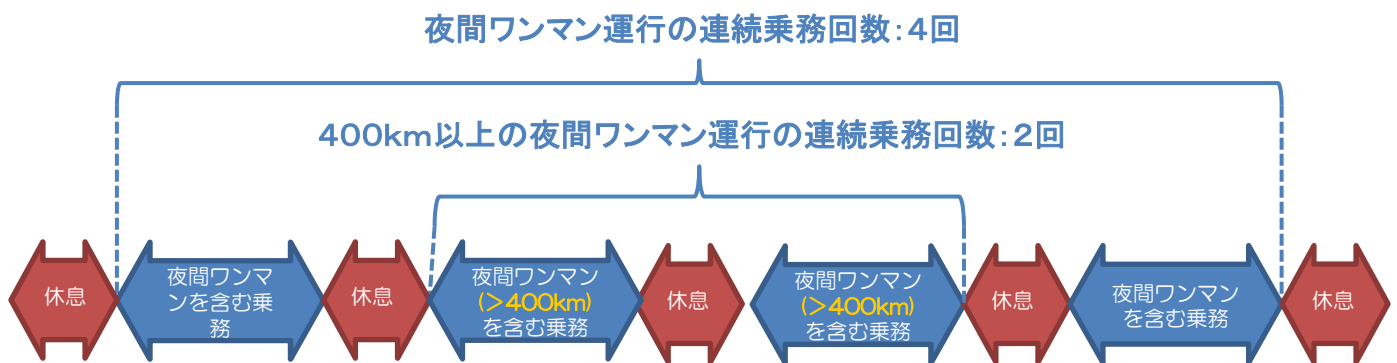 夜間ワンマン運行の連続乗務回数：４回
４００ｋｍ以上の夜間ワンマン運行の連続乗務回数：２回
休息
夜間ワンマ
ンを含む乗
務
休息
夜間ワンマン
(>400km)
を含む乗務
休息
夜間ワンマン
(>400km)
を含む乗務
休息
夜間ワンマン
を含む乗務
休息